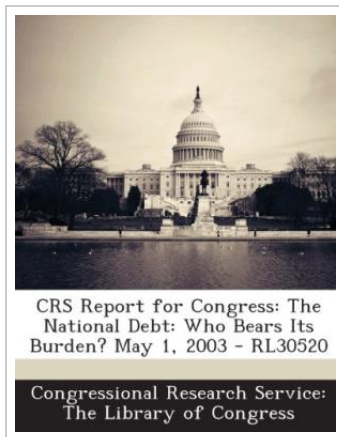 CRS Report for Congress: The
National Debt: Who Bears Its
Burden? May 1, 2003 - RL30520
Congressional Research Service:
The Library of Congress